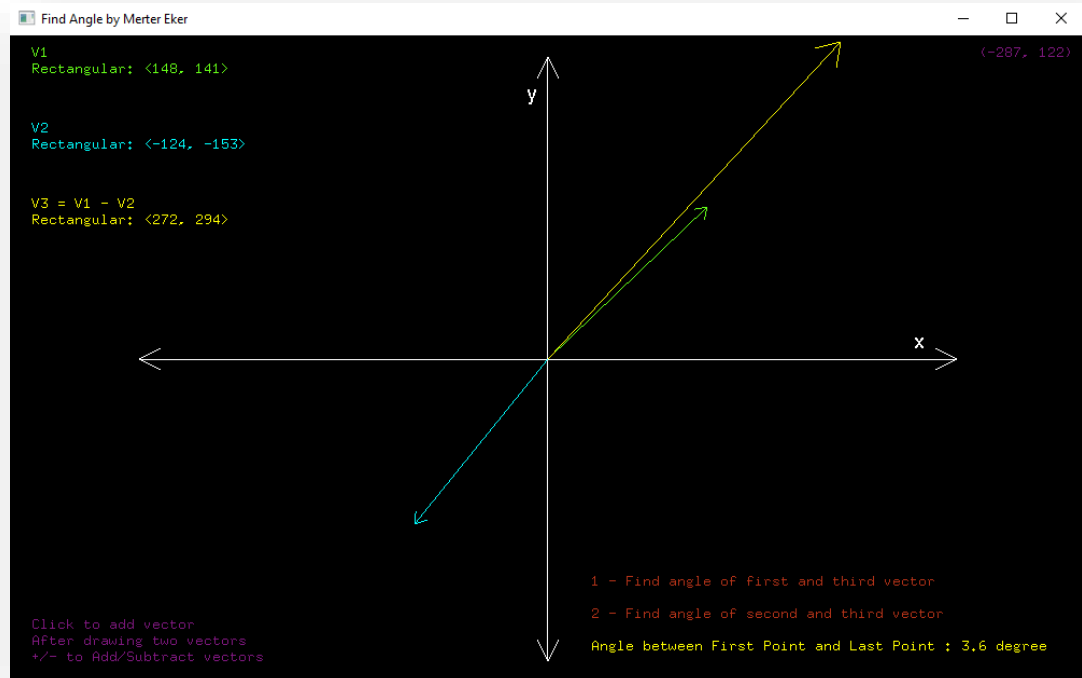 Find Angle by Merter Eker
V1
Rectangular: <148, 141>
(-287, 122)
y
V2
Rectangular: <-124, -153>
V3 = V1 - V2
Rectangular: <272, 294>
x
1 - Find angle of first and third vector
2 - Find angle of second and third vector
Angle between First Point and Last Point : 3.6 degree
Click to add vector
After drawing two vectors
+/- to Add/Subtract vectors